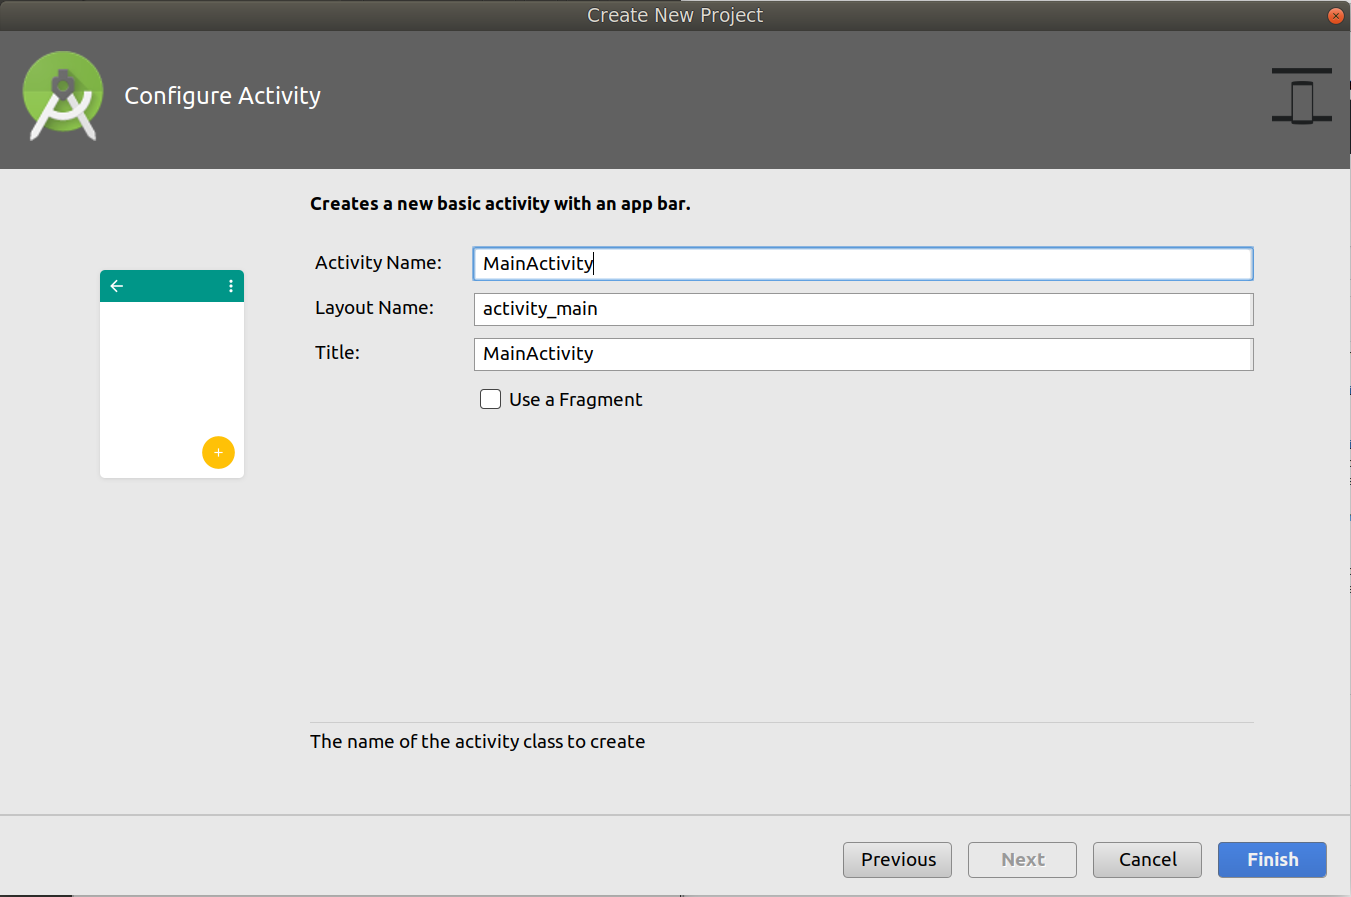 Create New Project
Configure Activity
Creates a new basic activity with an app bar.
Activity Name: MainActivity
Layout Name: activity_main
Title: MainActivity
Use a Fragment
The name of the activity class to create
Previous Next Cancel Finish